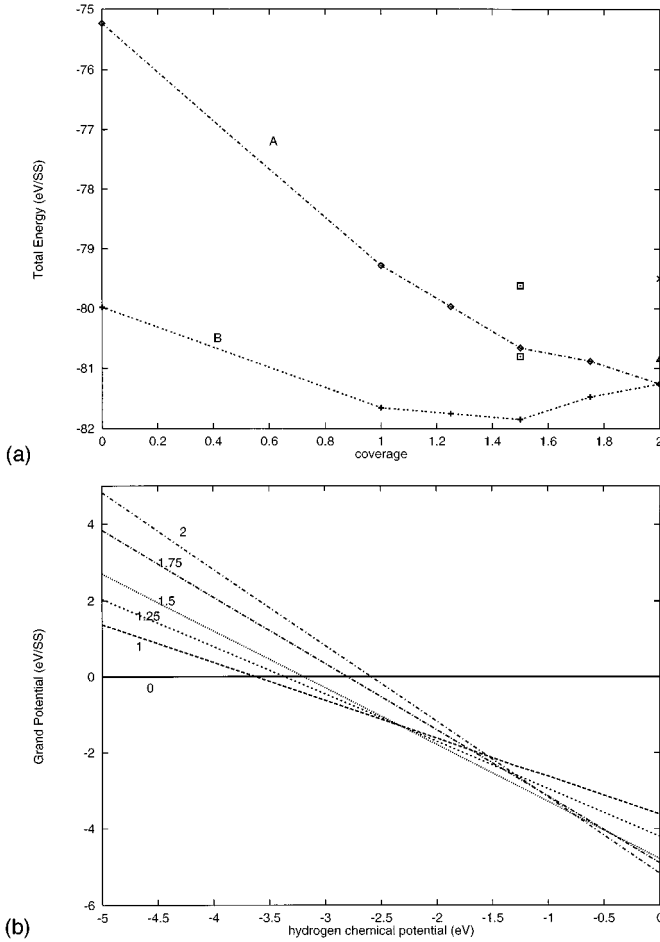 -75
-76
-77
-78
-79
-80
-81
-82
Total Energy (eV/SS)
A
B
0 0.2 0.4 0.6 0.8 1 1.2 1.4 1.6 1.8 2
coverage
(a)
4
2
0
-2
-4
-6
Grand Potential (eV/SS)
2
1.75
1.5
1.25
1
0
-5 -4.5 -4 -3.5 -3 -2.5 -2 -1.5 -1 -0.5 0
hydrogen chemical potential (eV)
(b)